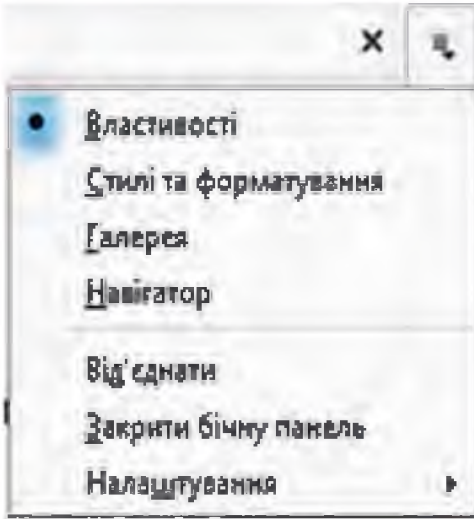 Властивості
Стилі та форматування
Галерея
Навігатор
Від'єднати
Закрити бічну панель
Налаштування